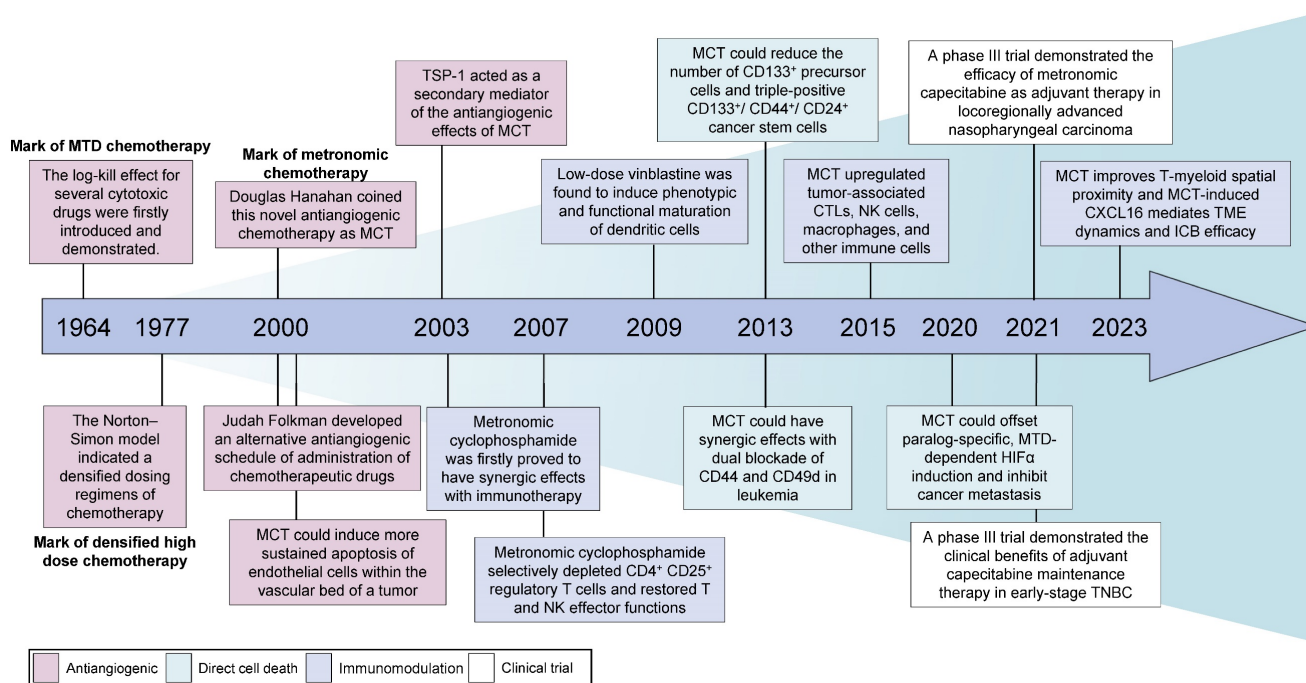 Mark of MTD chemotherapy
The log-kill effect for
several cytotoxic
drugs were firstly
introduced and
demonstrated.
Mark of metronomic
chemotherapy
Douglas Hanahan coined
this novel antiangiogenic
chemotherapy as MCT
TSP-1 acted as a
secondary mediator
of the antiangiogenic
effects of MCT
Low-dose vinblastine was
found to induce phenotypic
and functional maturation
of dendritic cells
MCT could reduce the
number of CD133⁺ precursor
cells and triple-positive
CD133⁺/ CD44⁺/ CD24⁺
cancer stem cells
MCT upregulated
tumor-associated
CTLs, NK cells,
macrophages, and
other immune cells
A phase III trial demonstrated the
efficacy of metronomic
capecitabine as adjuvant therapy in
locoregionally advanced
nasopharyngeal carcinoma
MCT improves T-myeloid spatial
proximity and MCT-induced
CXCL16 mediates TME
dynamics and ICB efficacy
1964 1977 2000 2003 2007 2009 2013 2015 2020 2021 2023
The Norton–
Simon model
indicated a
densified dosing
regimens of
chemotherapy
Mark of densified high
dose chemotherapy
Judah Folkman developed
an alternative antiangiogenic
schedule of administration of
chemotherapeutic drugs
MCT could induce more
sustained apoptosis of
endothelial cells within the
vascular bed of a tumor
Metronomic
cyclophosphamide
was firstly proved to
have synergic effects
with immunotherapy
Metronomic cyclophosphamide
selectively depleted CD4⁺ CD25⁺
regulatory T cells and restored T
and NK effector functions
MCT could have
synergic effects with
dual blockade of
CD44 and CD49d in
leukemia
MCT could offset
paralog-specific, MTD-
dependent HIFα
induction and inhibit
cancer metastasis
A phase III trial demonstrated the
clinical benefits of adjuvant
capecitabine maintenance
therapy in early-stage TNBC
Antiangiogenic Direct cell death Immunomodulation Clinical trial